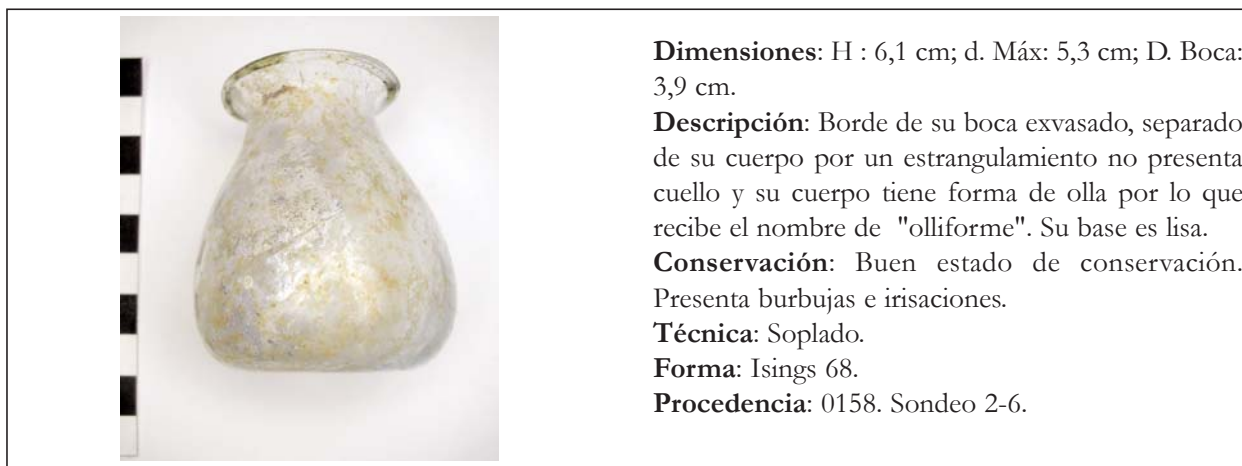 Dimensiones: H : 6,1 cm; d. Máx: 5,3 cm; D. Boca:
3,9 cm.
Descripción: Borde de su boca exvasado, separado
de su cuerpo por un estrangulamiento no presenta
cuello y su cuerpo tiene forma de olla por lo que
recibe el nombre de "olliforme". Su base es lisa.
Conservación: Buen estado de conservación.
Presenta burbujas e irisaciones.
Técnica: Soplado.
Forma: Isings 68.
Procedencia: 0158. Sondeo 2-6.